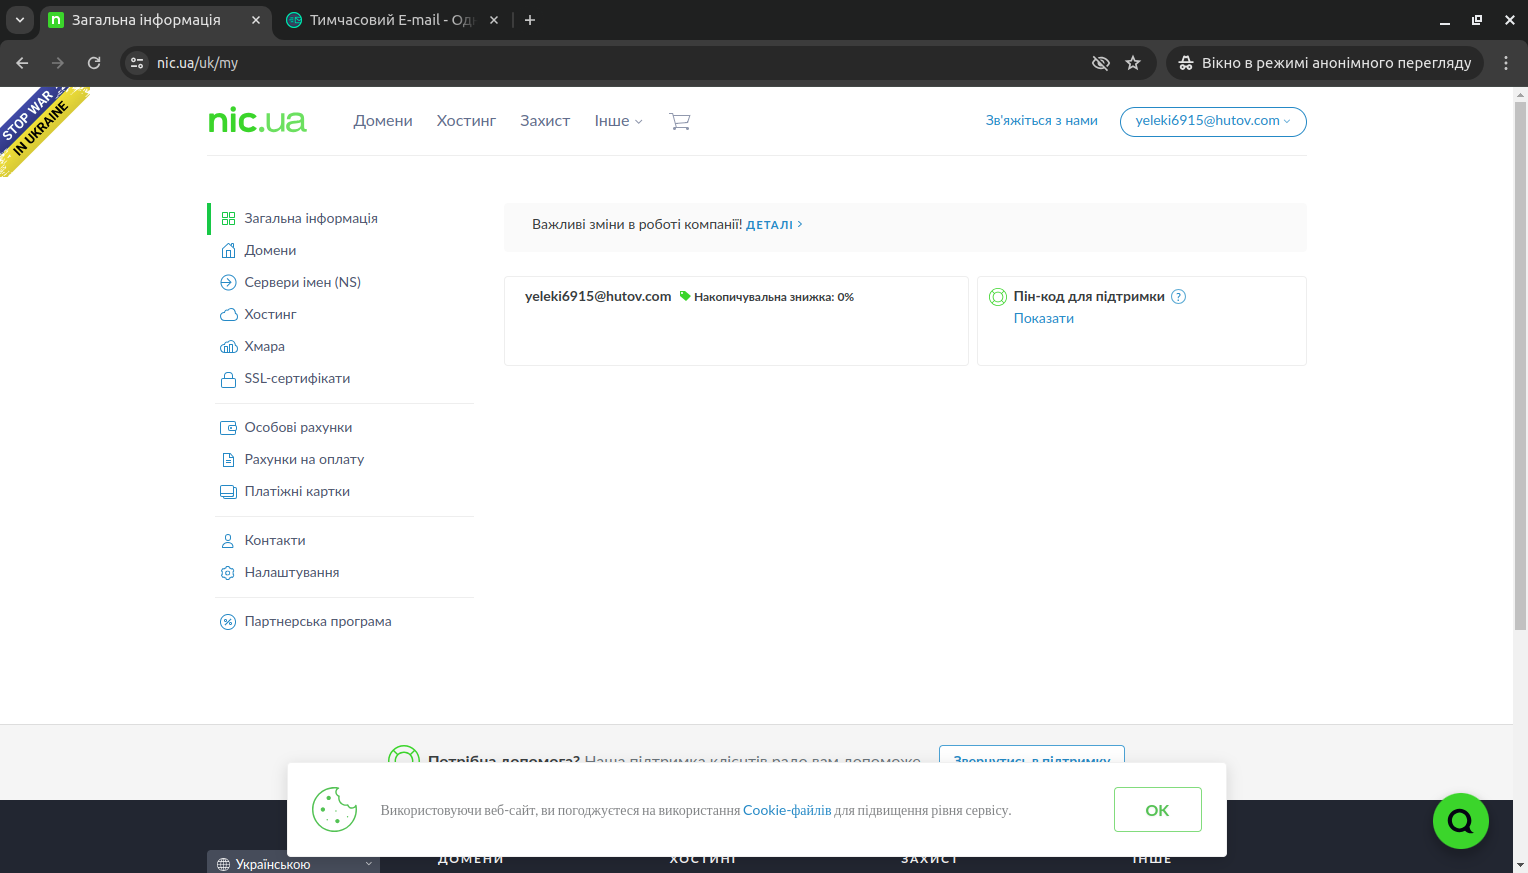 Загальна інформація
Тимчасовий E-mail - Од
nic.ua/uk/my
Вікно в режимі анонімного перегляду
STOP WAR
IN UKRAINE
nic.ua
Домени
Хостинг
Захист
Інше
Зв'яжіться з нами
yeleki6915@hutov.com
Загальна інформація
Домени
Сервери імен (NS)
Хостинг
Хмара
SSL-сертифікати
Особові рахунки
Рахунки на оплату
Платіжні картки
Контакти
Налаштування
Партнерська програма
Важливі зміни в роботі компанії! ДЕТАЛІ
yeleki6915@hutov.com Накопичувальна знижка: 0%
Пін-код для підтримки ?
Показати
Потрібна допомога? Наша підтримка клієнтів радо вам допоможе
Звернутись в підтримку
Використовуючи веб-сайт, ви погоджуєтеся на використання Cookie-файлів для підвищення рівня сервісу.
OK
Українською
ДОМЕНИ
ХОСТИНГ
ЗАХИСТ
ІНШЕ